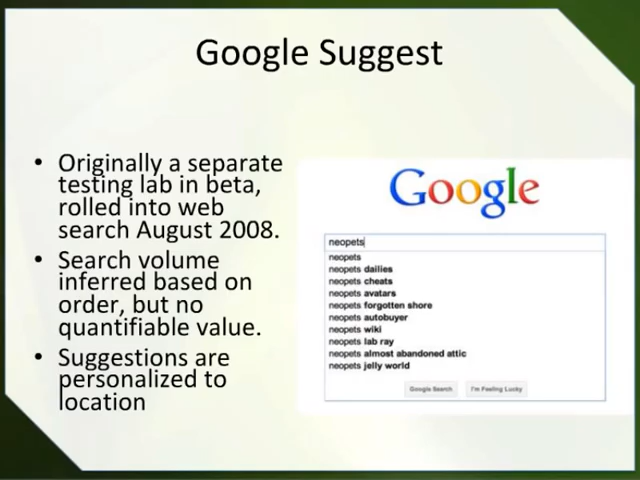 Google Suggest
• Originally a separate
testing lab in beta,
rolled into web
search August 2008.
• Search volume
inferred based on
order, but no
quantifiable value.
• Suggestions are
personalized to
location
Google
neopets
neopets
neopets dailies
neopets cheats
neopets avatars
neopets forgotten shore
neopets autobuyer
neopets wiki
neopets lab ray
neopets almost abandoned attic
neopets jelly world
Google Search I'm Feeling Lucky